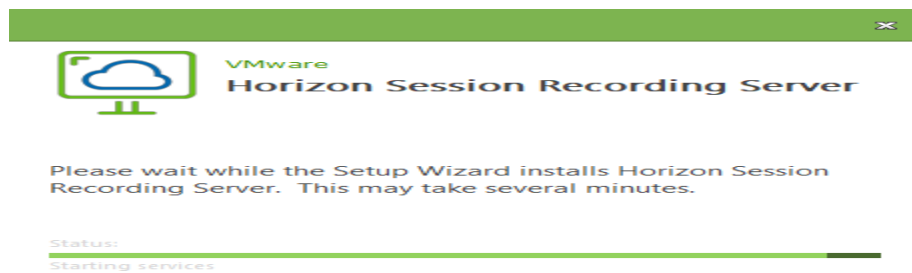 VMware
Horizon Session Recording Server
Please wait while the Setup Wizard installs Horizon Session
Recording Server. This may take several minutes.
Status:
Starting services